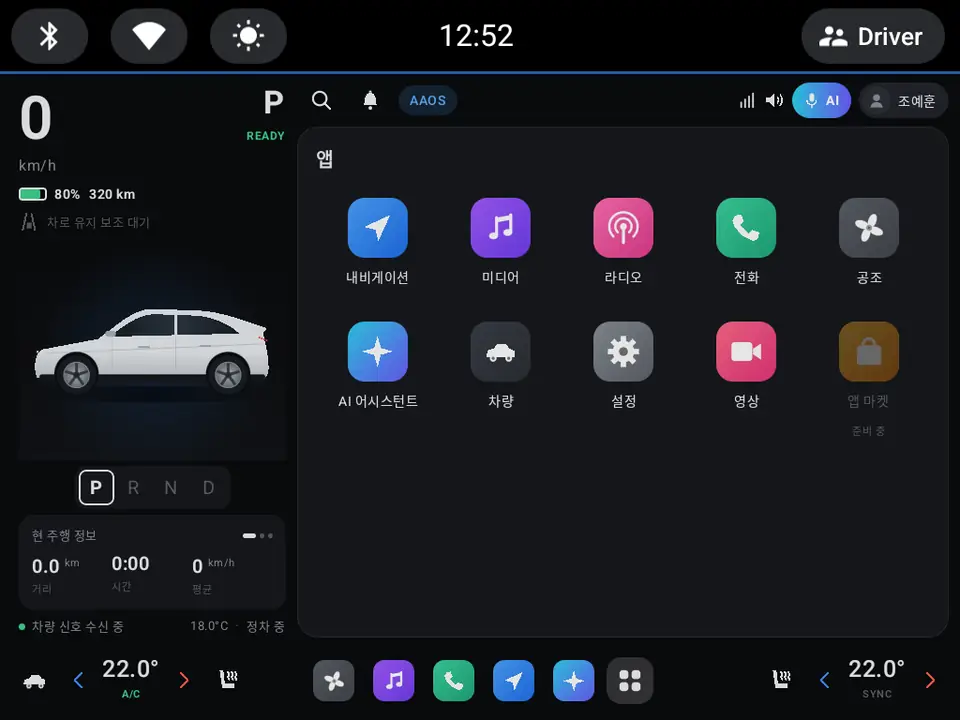 12:52
Driver
0
P
READY
km/h
80% 320 km
차로 유지 보조 대기
AAOS
AI
조예훈
앱
내비게이션
미디어
라디오
전화
공조
AI 어시스턴트
차량
설정
영상
앱 마켓
준비 중
P R N D
현 주행 정보
0.0 km
0:00
0 km/h
거리
시간
평균
차량 신호 수신 중
18.0°C · 정차 중
22.0°
A/C
22.0°
SYNC